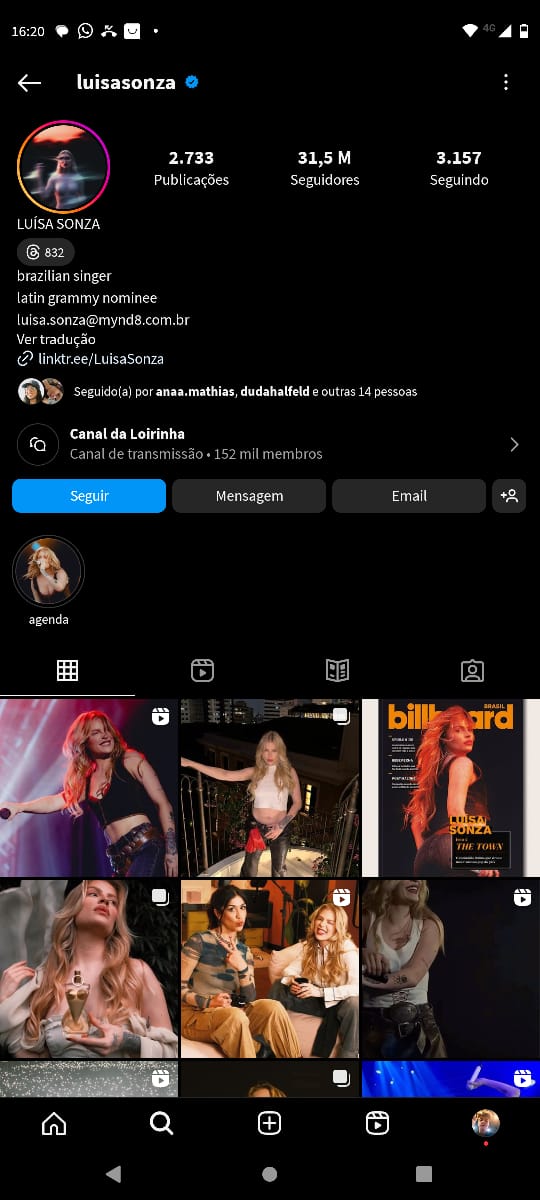 16:20
4G
luisasonza
2.733
31,5 M
3.157
Publicações
Seguidores
Seguindo
LUÍSA SONZA
832
brazilian singer
latin grammy nominee
luisa.sonza@mynd8.com.br
Ver tradução
linktr.ee/LuisaSonza
Seguido(a) por anaa.mathias, dudahalfeld e outras 14 pessoas
Canal da Loirinha
Canal de transmissão • 152 mil membros
Seguir
Mensagem
Email
agenda
BRASIL
billboard
LUÍSA
SONZA
THE TOWN